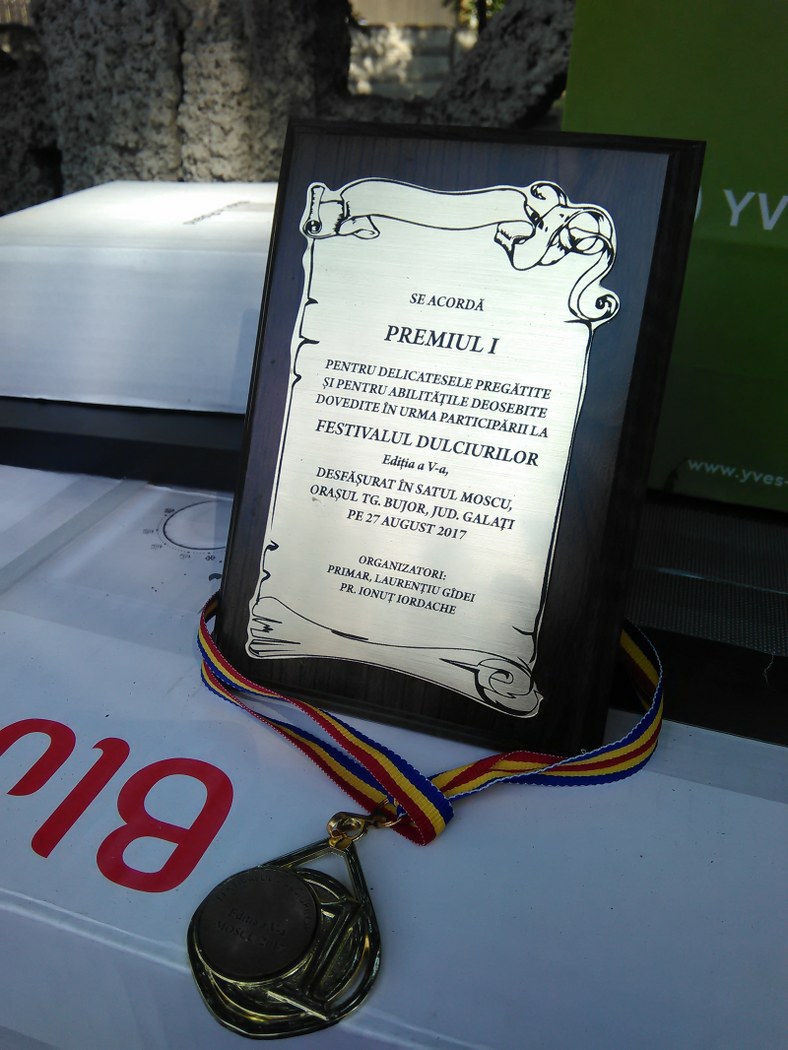 SE ACORDĂ
PREMIUL I
PENTRU DELICATESELE PREGĂTITE
ȘI PENTRU ABILITĂȚILE DEOSEBITE
DOVEDITE ÎN URMA PARTICIPĂRII LA
FESTIVALUL DULCIURILOR
Ediția a V-a,
DESFĂȘURAT ÎN SATUL MOSCU,
ORAȘUL TG. BUJOR, JUD. GALAȚI
PE 27 AUGUST 2017
ORGANIZATORI:
PRIMAR, LAURENȚIU GÎDEI
PR. IONUȚ IORDACHE
YV
www.yves-
Blu